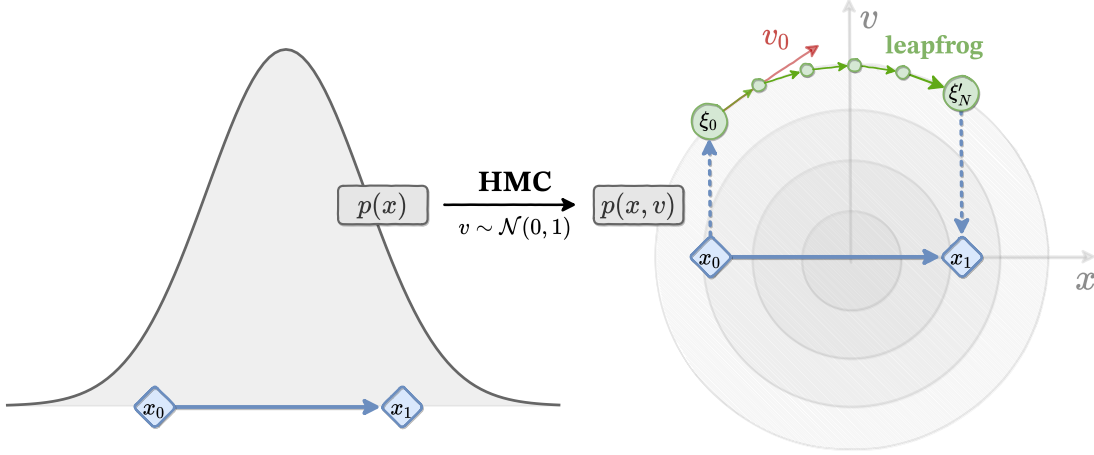 p(x)
x₀
x₁
HMC
v ∼ 𝒩(0, 1)
p(x, v)
v
v₀
leapfrog
ξ₀
ξ′_N
x₀
x₁
x